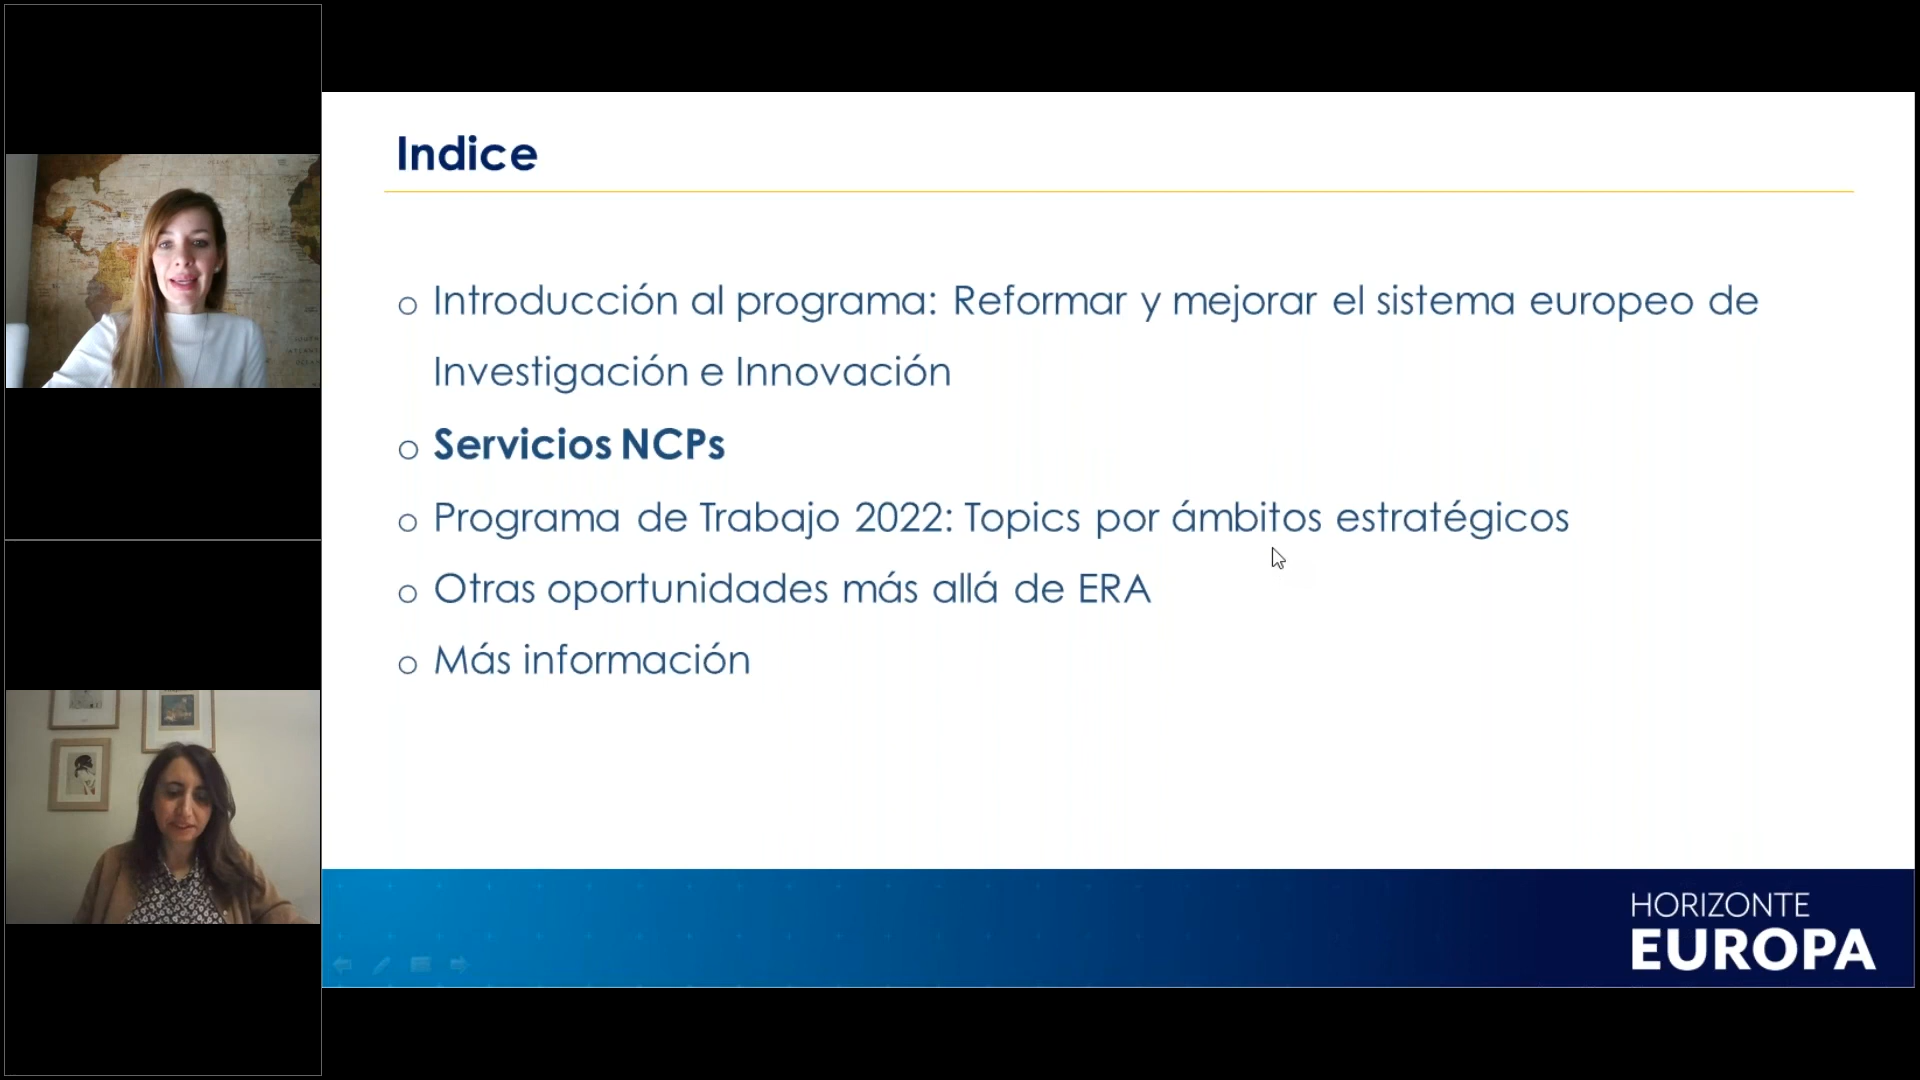 Indice
o Introducción al programa: Reformar y mejorar el sistema europeo de
Investigación e Innovación
o Servicios NCPs
o Programa de Trabajo 2022: Topics por ámbitos estratégicos
o Otras oportunidades más allá de ERA
o Más información
HORIZONTE
EUROPA